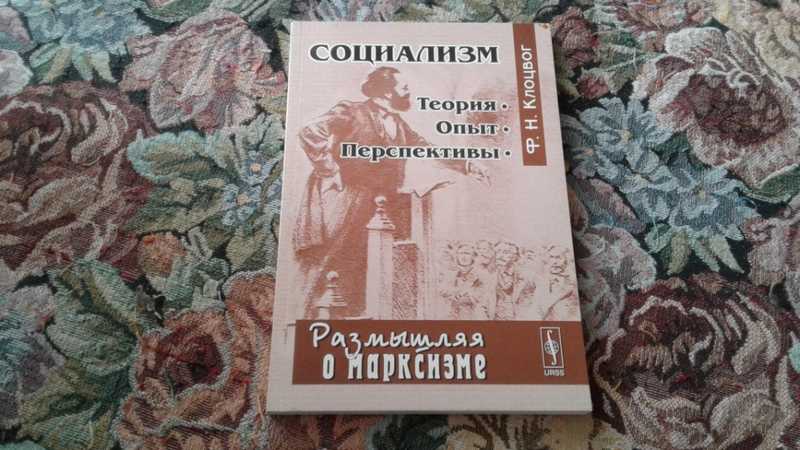 СОЦИАЛИЗМ
Теория •
Опыт •
Перспективы •
Ф. Н. Клоцвог
Размышляя
о марксизме
URSS